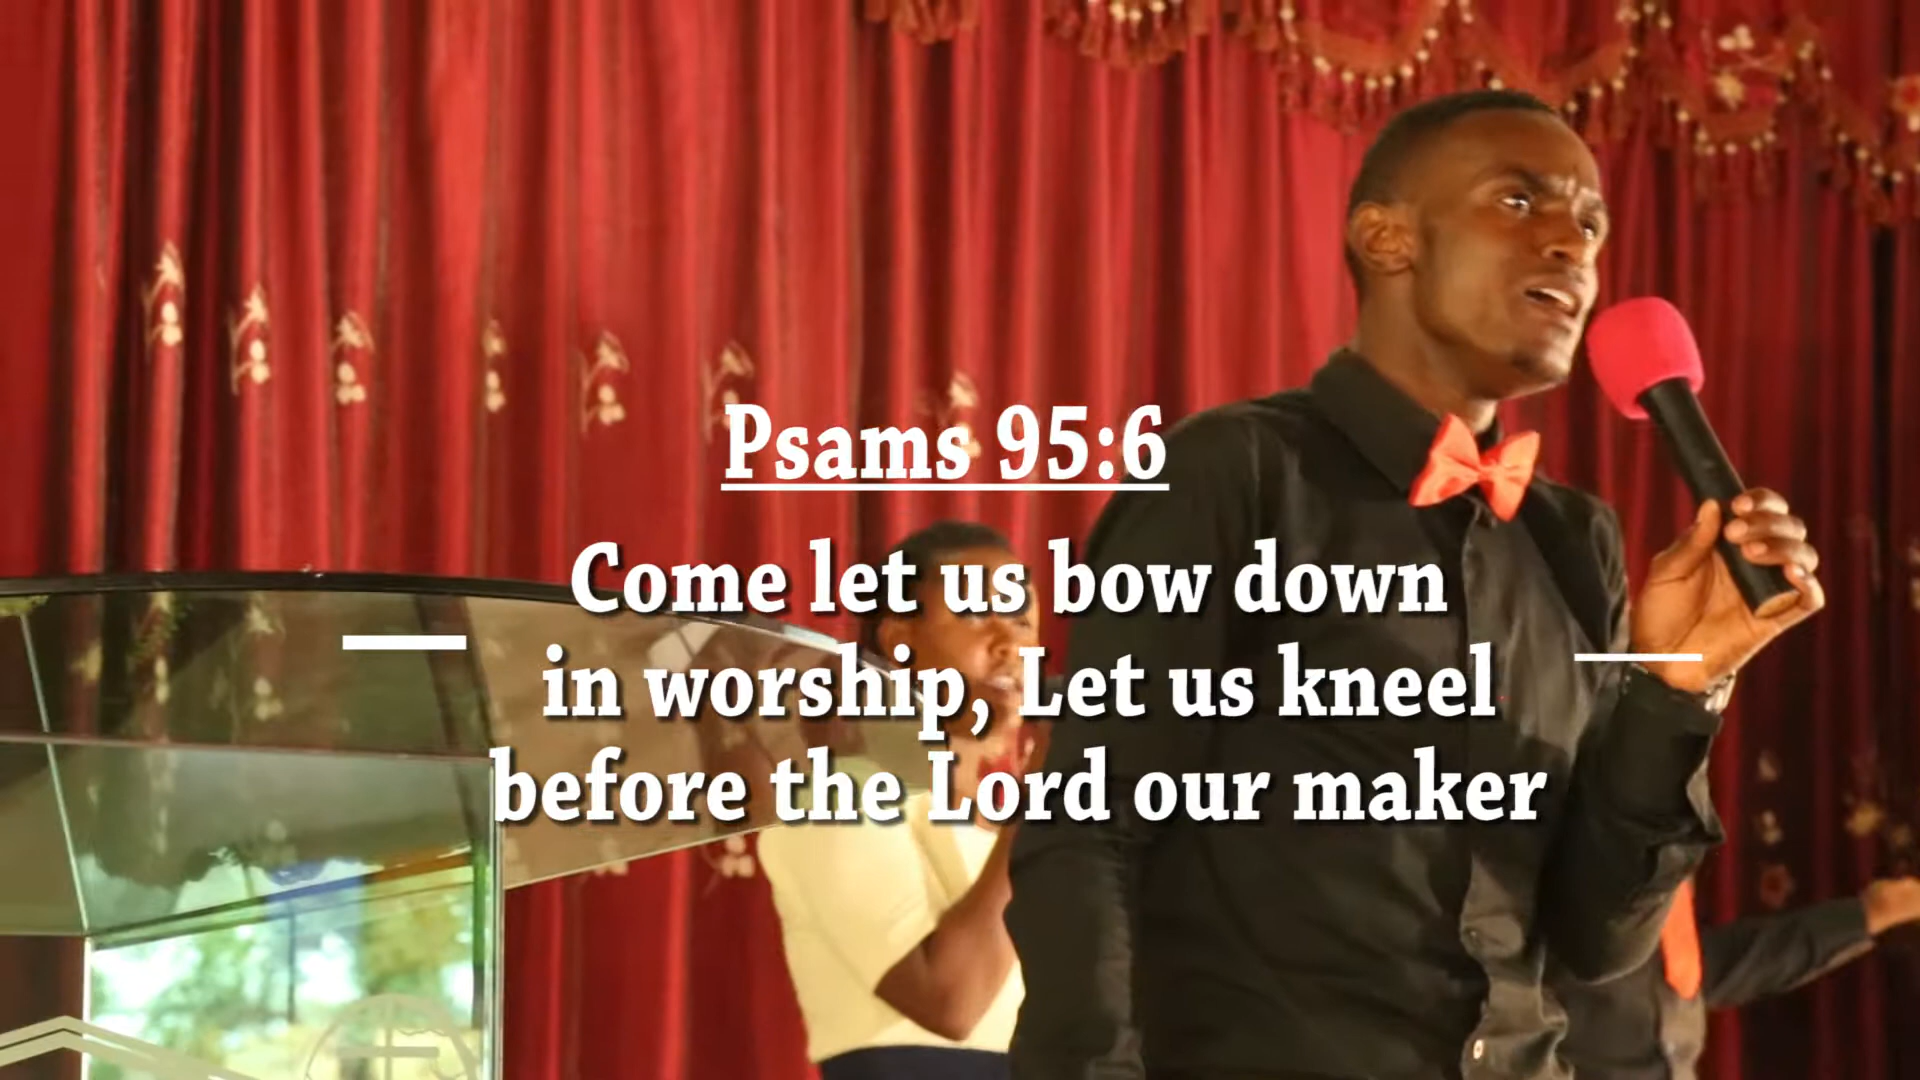 Psams 95:6
Come let us bow down
in worship, Let us kneel
before the Lord our maker